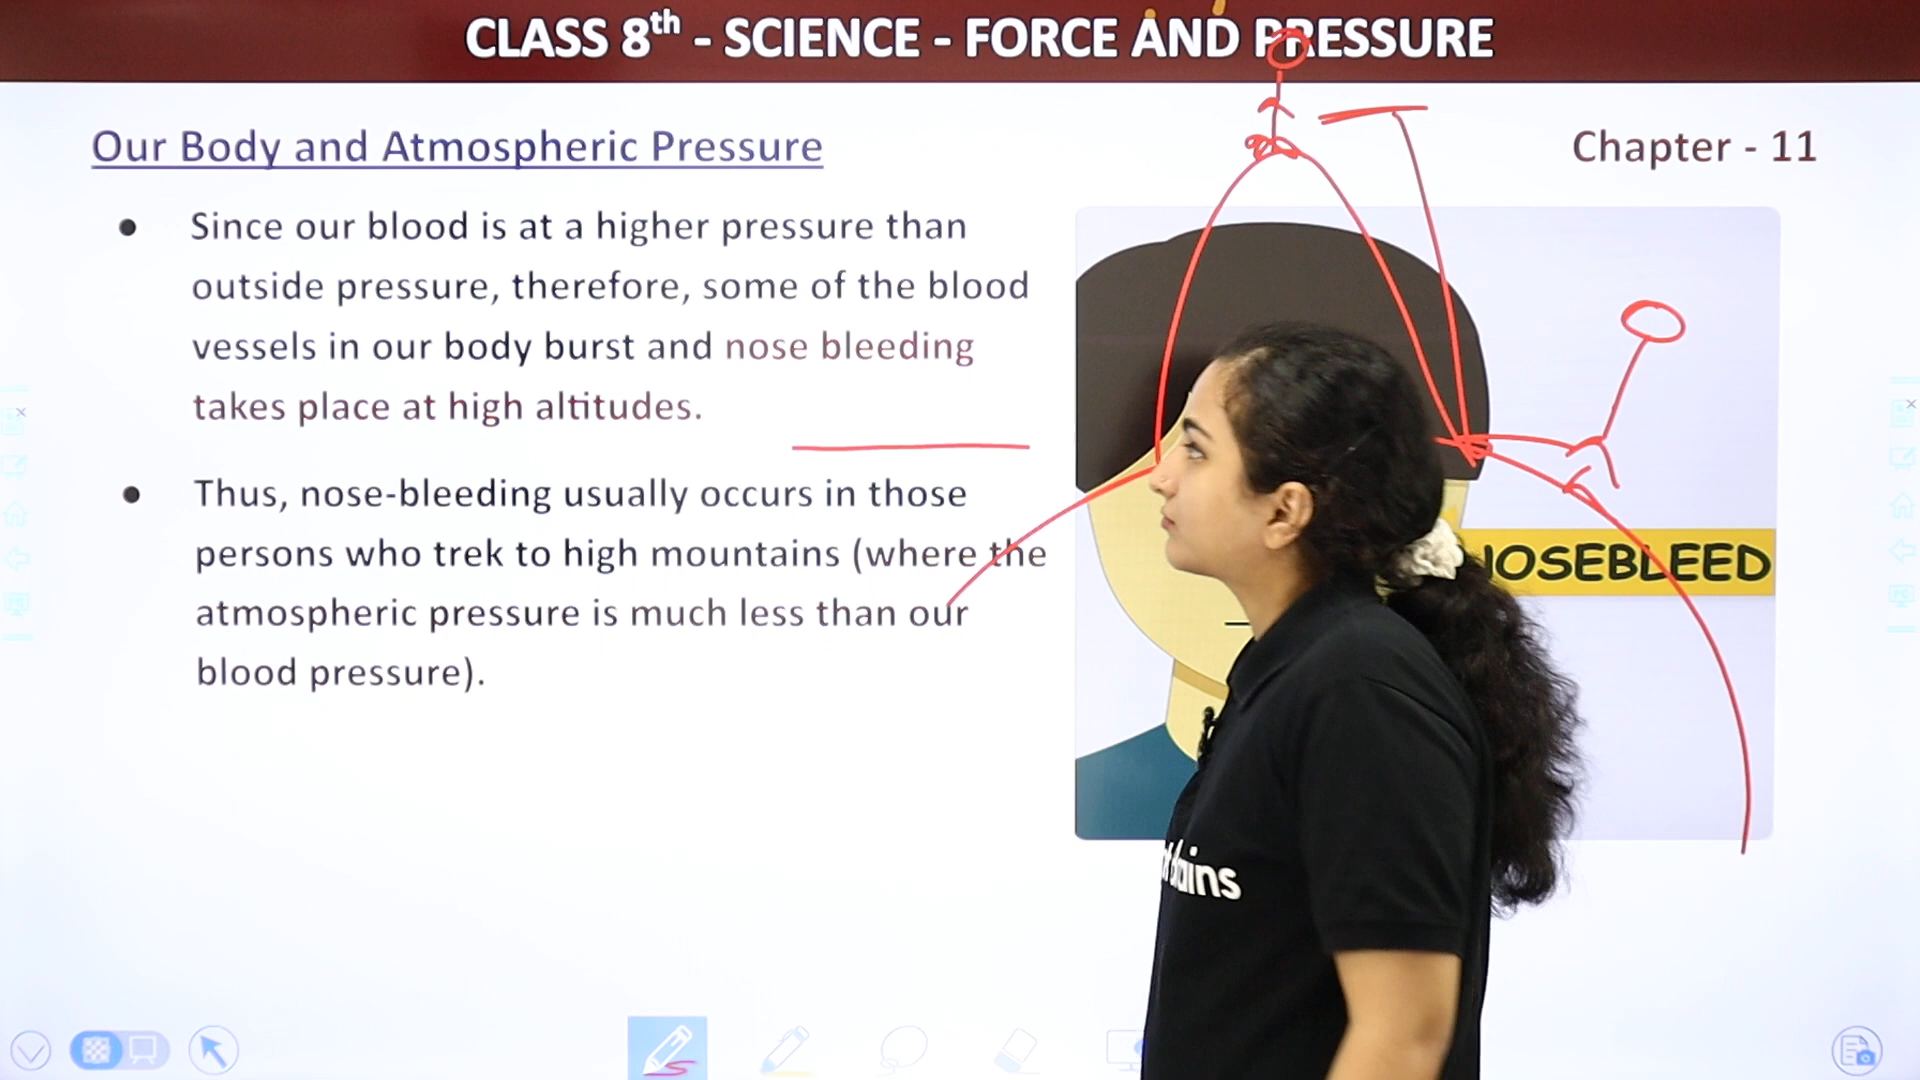 CLASS 8th - SCIENCE - FORCE AND PRESSURE
Our Body and Atmospheric Pressure
Chapter - 11
● Since our blood is at a higher pressure than
outside pressure, therefore, some of the blood
vessels in our body burst and nose bleeding
takes place at high altitudes.
● Thus, nose-bleeding usually occurs in those
persons who trek to high mountains (where the
atmospheric pressure is much less than our
blood pressure).
NOSEBLEED